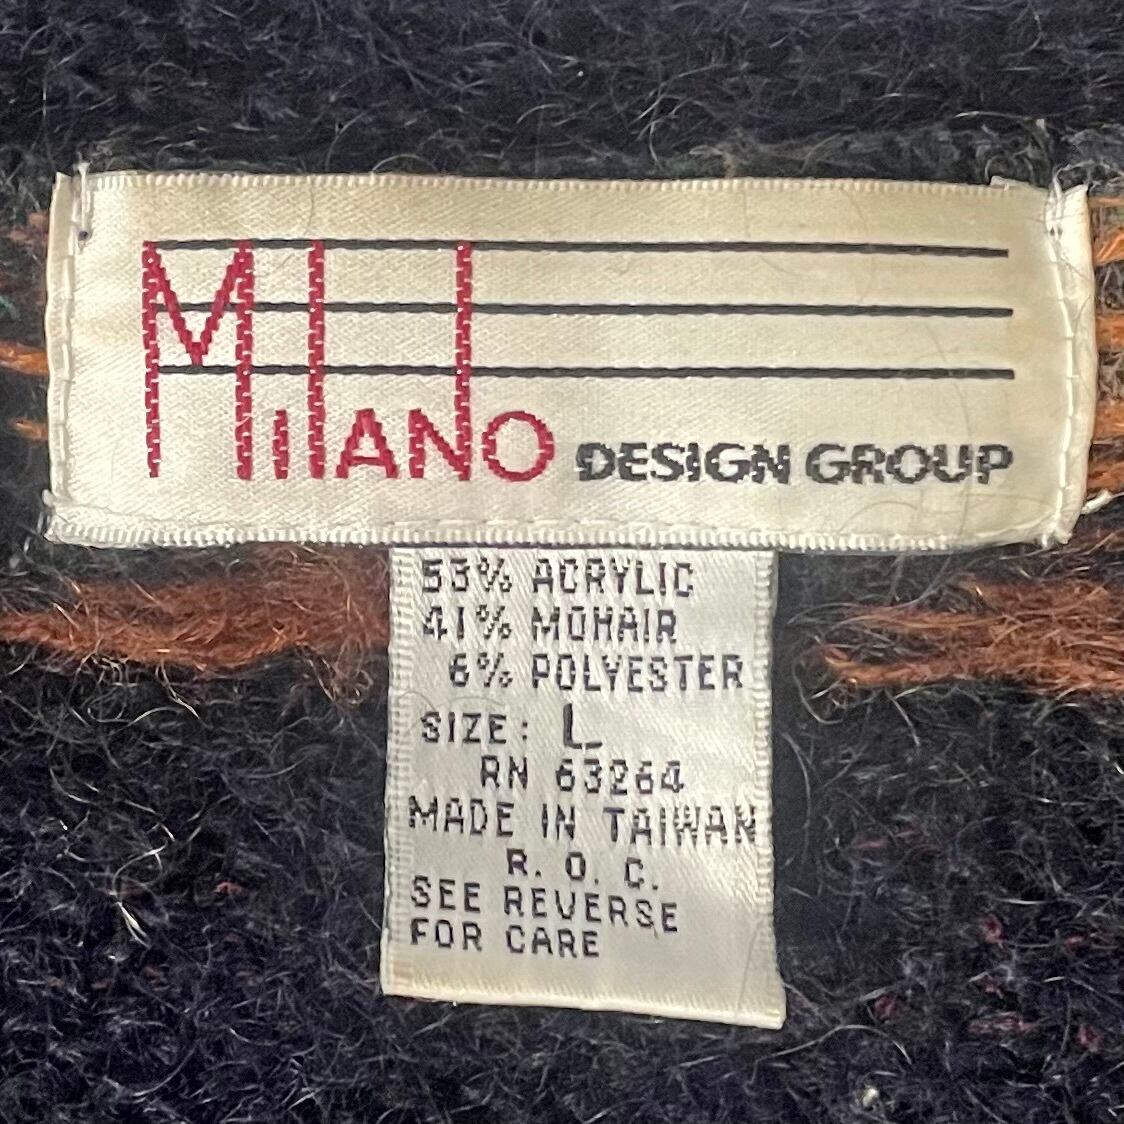 MilANO DESIGN GROUP
53% ACRYLIC
41% MOHAIR
6% POLYESTER
SIZE: L
RN 63264
MADE IN TAIWAN
R. O. C.
SEE REVERSE
FOR CARE